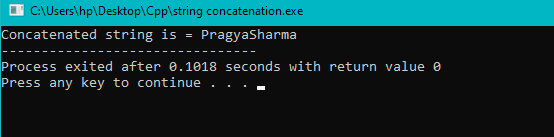 C:\Users\hp\Desktop\Cpp\string concatenation.exe
Concatenated string is = PragyaSharma
--------------------------------
Process exited after 0.1018 seconds with return value 0
Press any key to continue . . .